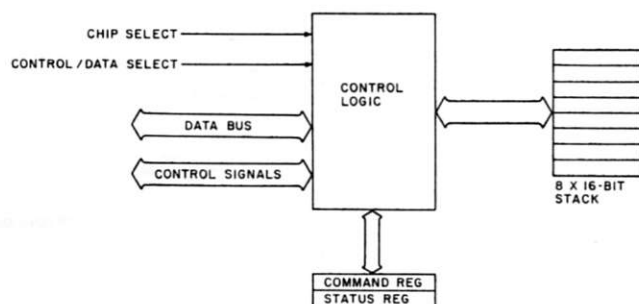 CHIP SELECT
CONTROL/DATA SELECT
CONTROL
LOGIC
DATA BUS
CONTROL SIGNALS
8 X 16-BIT
STACK
COMMAND REG
STATUS REG